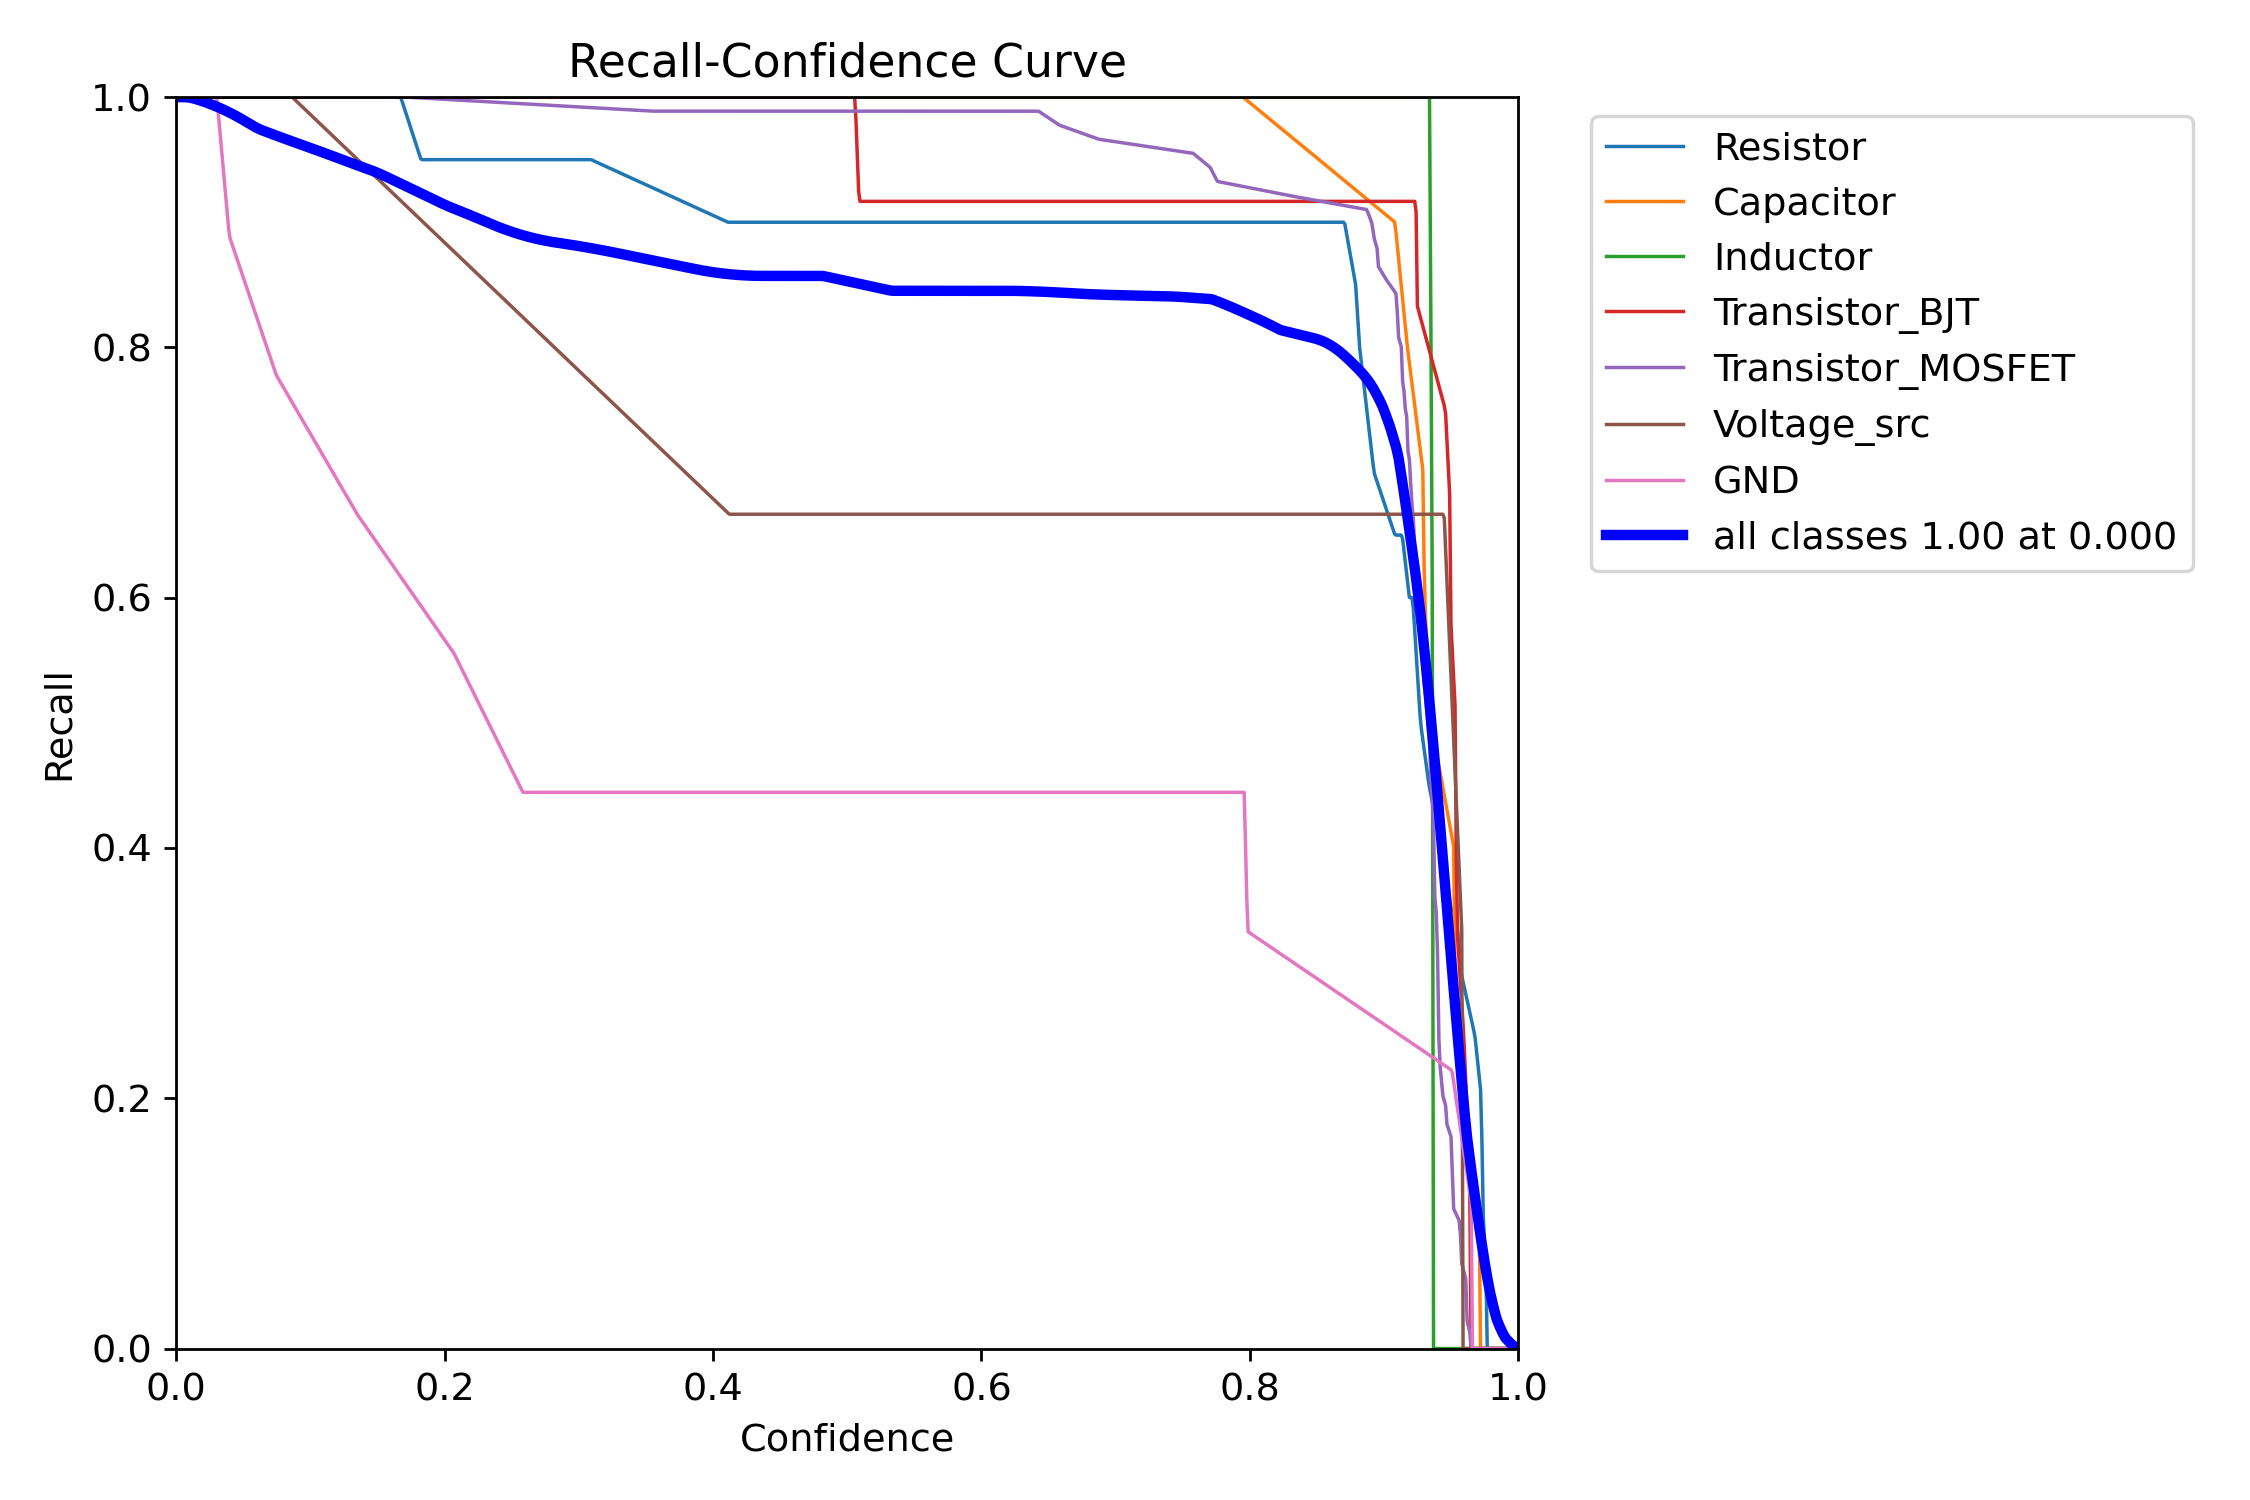 Recall-Confidence Curve
1.0
0.8
0.6
0.4
0.2
0.0
Recall
0.0 0.2 0.4 0.6 0.8 1.0
Confidence
Resistor
Capacitor
Inductor
Transistor_BJT
Transistor_MOSFET
Voltage_src
GND
all classes 1.00 at 0.000